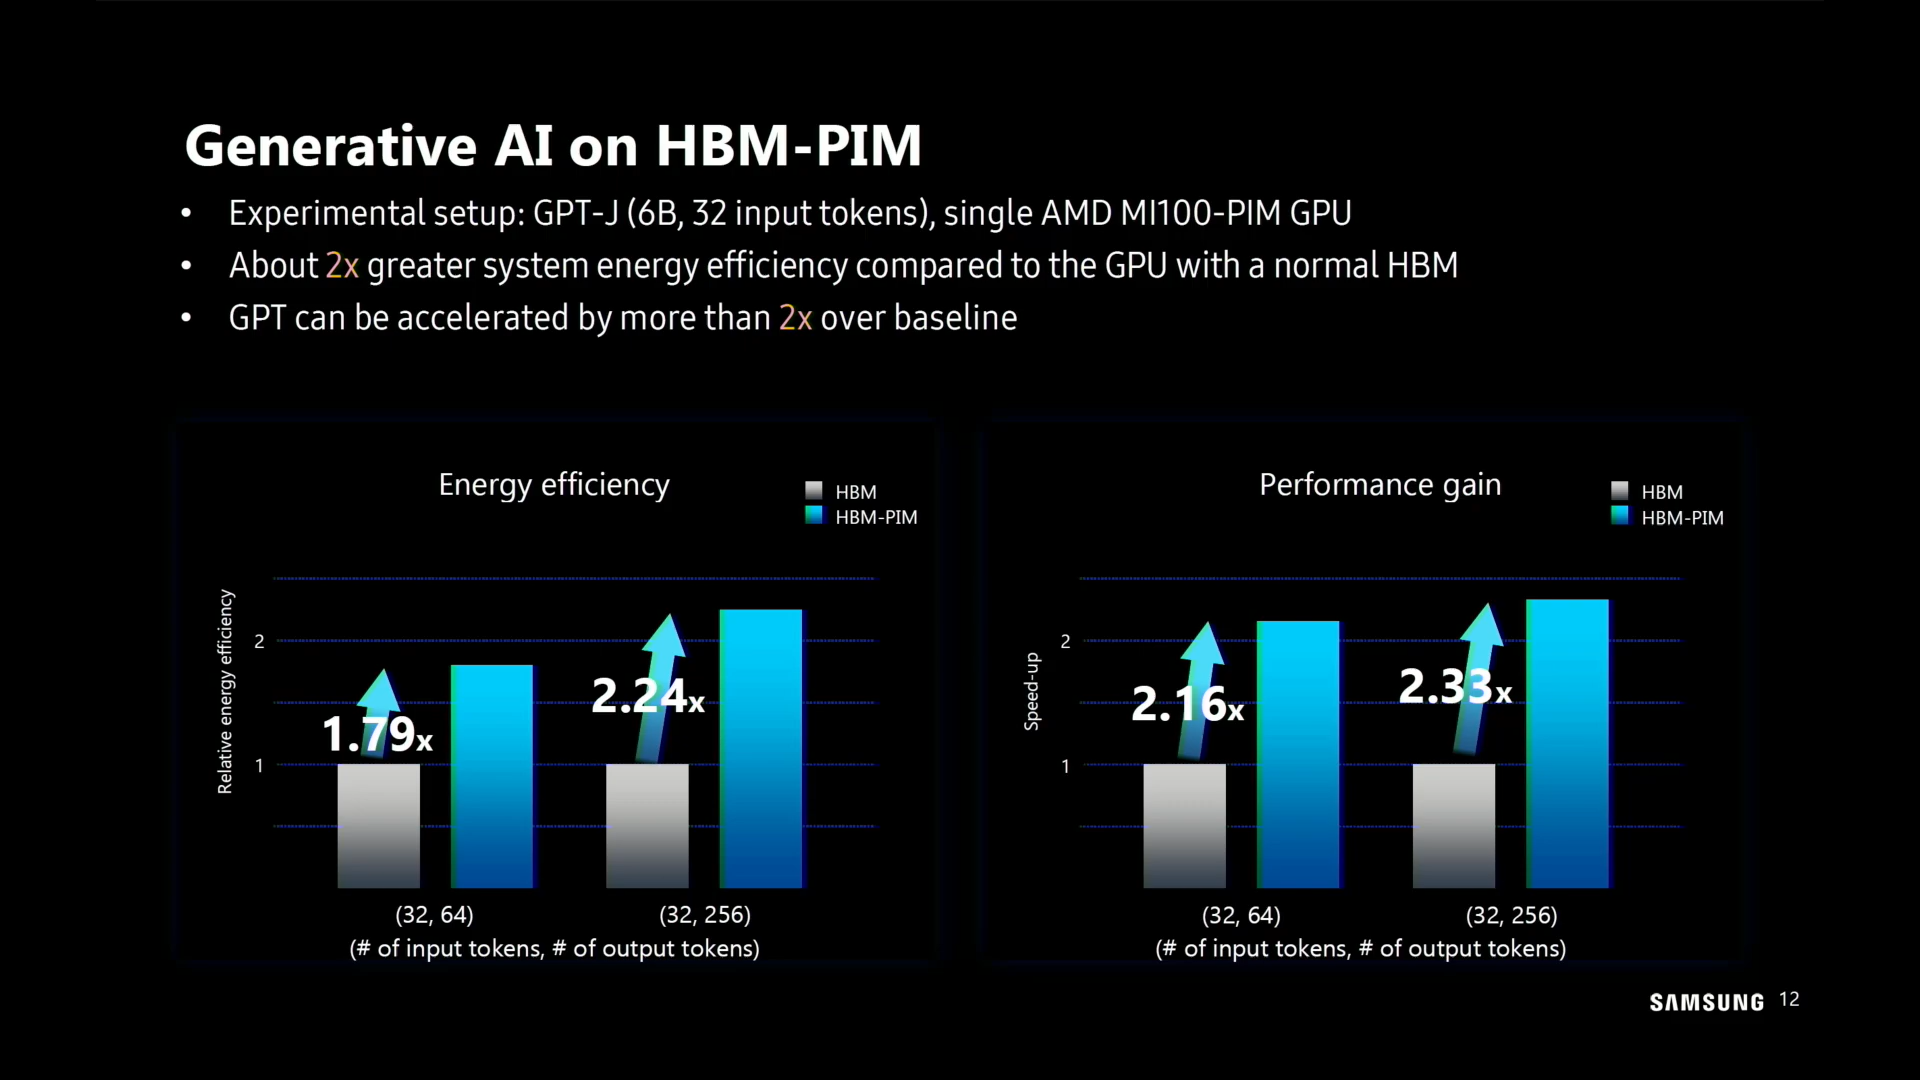 Generative AI on HBM-PIM
• Experimental setup: GPT-J (6B, 32 input tokens), single AMD MI100-PIM GPU
• About 2x greater system energy efficiency compared to the GPU with a normal HBM
• GPT can be accelerated by more than 2x over baseline
Energy efficiency
HBM
HBM-PIM
Relative energy efficiency
2
1
1.79x
2.24x
(32, 64)
(32, 256)
(# of input tokens, # of output tokens)
Performance gain
HBM
HBM-PIM
Speed-up
2
1
2.16x
2.33x
(32, 64)
(32, 256)
(# of input tokens, # of output tokens)
SAMSUNG 12